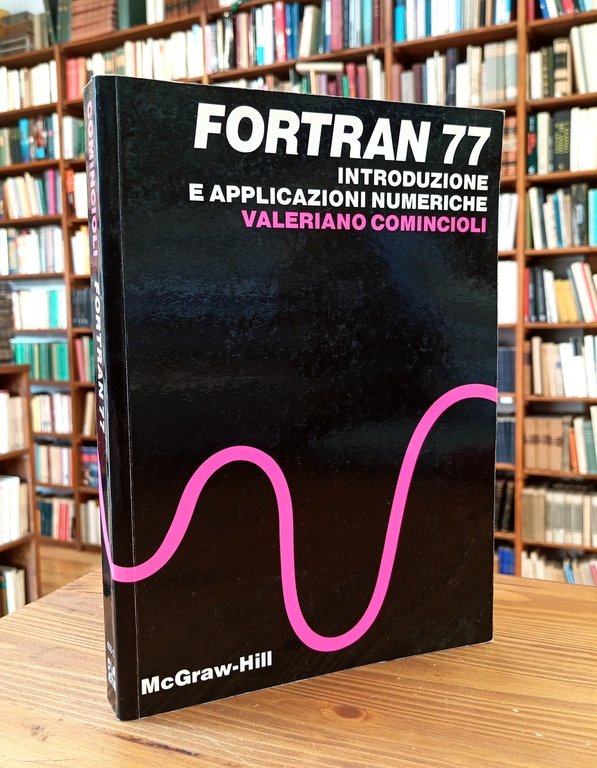 FORTRAN 77
INTRODUZIONE
E APPLICAZIONI NUMERICHE
VALERIANO COMINCIOLI
McGraw-Hill
COMINCIOLI FORTRAN 77